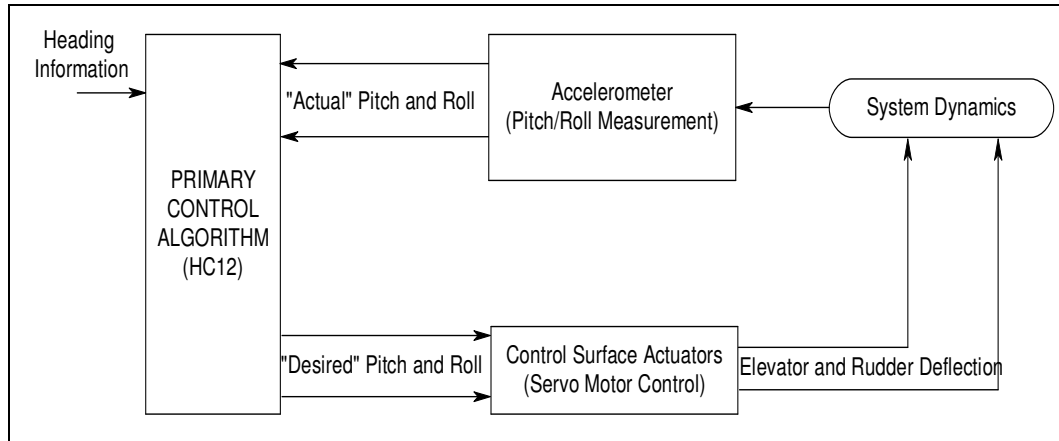 Heading
Information
"Actual" Pitch and Roll
Accelerometer
(Pitch/Roll Measurement)
System Dynamics
PRIMARY
CONTROL
ALGORITHM
(HC12)
"Desired" Pitch and Roll
Control Surface Actuators
(Servo Motor Control)
Elevator and Rudder Deflection